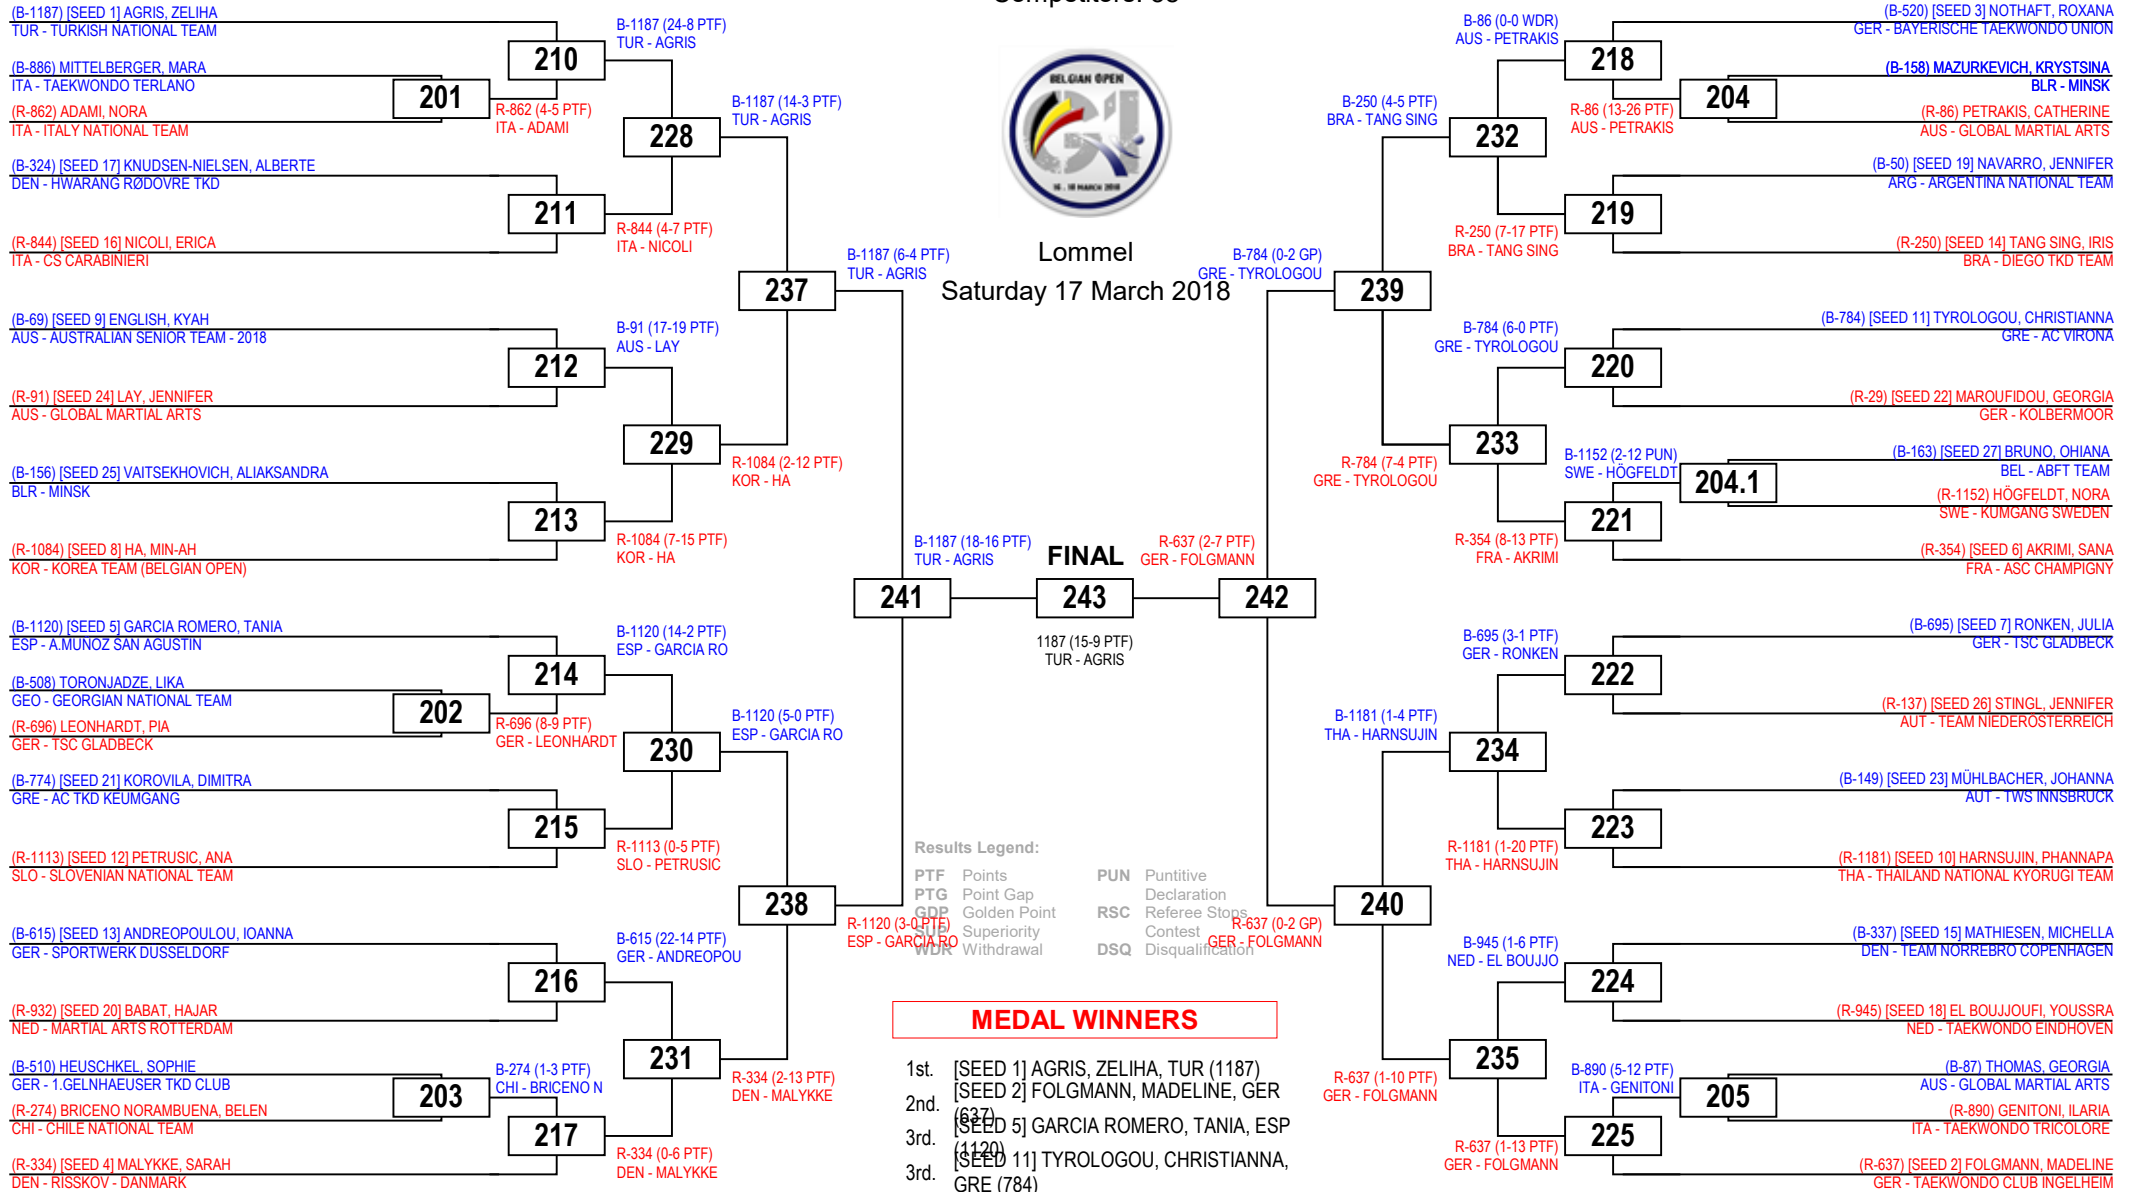 (B-1187) [SEED 1] AGRIS, ZELIHA
TUR - TURKISH NATIONAL TEAM
(B-886) MITTELBERGER, MARA
ITA - TAEKWONDO TERLANO
(R-862) ADAMI, NORA
ITA - ITALY NATIONAL TEAM
(B-324) [SEED 17] KNUDSEN-NIELSEN, ALBERTE
DEN - HWARANG RØDOVRE TKD
(R-844) [SEED 16] NICOLI, ERICA
ITA - CS CARABINIERI
(B-69) [SEED 9] ENGLISH, KYAH
AUS - AUSTRALIAN SENIOR TEAM - 2018
(R-91) [SEED 24] LAY, JENNIFER
AUS - GLOBAL MARTIAL ARTS
(B-156) [SEED 25] VAITSEKHOVICH, ALIAKSANDRA
BLR - MINSK
(R-1084) [SEED 8] HA, MIN-AH
KOR - KOREA TEAM (BELGIAN OPEN)
(B-1120) [SEED 5] GARCIA ROMERO, TANIA
ESP - A.MUÑOZ SAN AGUSTIN
(B-508) TORONJADZE, LIKA
GEO - GEORGIAN NATIONAL TEAM
(R-696) LEONHARDT, PIA
GER - TSC GLADBECK
(B-774) [SEED 21] KOROVILA, DIMITRA
GRE - AC TKD KEUMGANG
(R-1113) [SEED 12] PETRUSIC, ANA
SLO - SLOVENIAN NATIONAL TEAM
(B-615) [SEED 13] ANDREOPOULOU, IOANNA
GER - SPORTWERK DUSSELDORF
(R-932) [SEED 20] BABAT, HAJAR
NED - MARTIAL ARTS ROTTERDAM
(B-510) HEUSCHKEL, SOPHIE
GER - 1.GELNHAEUSER TKD CLUB
(R-274) BRICENO NORAMBUENA, BELEN
CHI - CHILE NATIONAL TEAM
(R-334) [SEED 4] MALYKKE, SARAH
DEN - RISSKOV - DANMARK
201
R-862 (4-5 PTF)
ITA - ADAMI
202
R-696 (8-9 PTF)
GER - LEONHARDT
203
B-274 (1-3 PTF)
CHI - BRICENO N
210
B-1187 (24-8 PTF)
TUR - AGRIS
211
R-844 (4-7 PTF)
ITA - NICOLI
212
B-91 (17-19 PTF)
AUS - LAY
213
R-1084 (7-15 PTF)
KOR - HA
214
B-1120 (14-2 PTF)
ESP - GARCIA RO
215
R-1113 (0-5 PTF)
SLO - PETRUSIC
216
B-615 (22-14 PTF)
GER - ANDREOPOU
217
R-334 (0-6 PTF)
DEN - MALYKKE
228
B-1187 (14-3 PTF)
TUR - AGRIS
229
R-1084 (2-12 PTF)
KOR - HA
230
B-1120 (5-0 PTF)
ESP - GARCIA RO
231
R-334 (2-13 PTF)
DEN - MALYKKE
237
B-1187 (6-4 PTF)
TUR - AGRIS
238
R-1120 (3-0 PTF)
ESP - GARCIA RO
241
B-1187 (18-16 PTF)
TUR - AGRIS
BELGIAN OPEN
G1
16 - 18 MARCH 2018
Lommel
Saturday 17 March 2018
FINAL
243
1187 (15-9 PTF)
TUR - AGRIS
R-637 (2-7 PTF)
GER - FOLGMANN
242
B-784 (0-2 GP)
GRE - TYROLOGOU
239
R-637 (0-2 GP)
GER - FOLGMANN
240
B-250 (4-5 PTF)
BRA - TANG SING
232
R-784 (7-4 PTF)
GRE - TYROLOGOU
233
B-1181 (1-4 PTF)
THA - HARNSUJIN
234
R-637 (1-10 PTF)
GER - FOLGMANN
235
B-86 (0-0 WDR)
AUS - PETRAKIS
218
R-250 (7-17 PTF)
BRA - TANG SING
219
B-784 (6-0 PTF)
GRE - TYROLOGOU
220
R-354 (8-13 PTF)
FRA - AKRIMI
221
B-695 (3-1 PTF)
GER - RONKEN
222
R-1181 (1-20 PTF)
THA - HARNSUJIN
223
B-945 (1-6 PTF)
NED - EL BOUJJO
224
R-637 (1-13 PTF)
GER - FOLGMANN
225
R-86 (13-26 PTF)
AUS - PETRAKIS
204
B-1152 (2-12 PUN)
SWE - HÖGFELDT
204.1
B-890 (5-12 PTF)
ITA - GENITONI
205
(B-520) [SEED 3] NOTHAFT, ROXANA
GER - BAYERISCHE TAEKWONDO UNION
(B-158) MAZURKEVICH, KRYSTSINA
BLR - MINSK
(R-86) PETRAKIS, CATHERINE
AUS - GLOBAL MARTIAL ARTS
(B-50) [SEED 19] NAVARRO, JENNIFER
ARG - ARGENTINA NATIONAL TEAM
(R-250) [SEED 14] TANG SING, IRIS
BRA - DIEGO TKD TEAM
(B-784) [SEED 11] TYROLOGOU, CHRISTIANNA
GRE - AC VIRONA
(R-29) [SEED 22] MAROUFIDOU, GEORGIA
GER - KOLBERMOOR
(B-163) [SEED 27] BRUNO, OHIANA
BEL - ABFT TEAM
(R-1152) HÖGFELDT, NORA
SWE - KUMGANG SWEDEN
(R-354) [SEED 6] AKRIMI, SANA
FRA - ASC CHAMPIGNY
(B-695) [SEED 7] RONKEN, JULIA
GER - TSC GLADBECK
(R-137) [SEED 26] STINGL, JENNIFER
AUT - TEAM NIEDERÖSTERREICH
(B-149) [SEED 23] MÜHLBACHER, JOHANNA
AUT - TWS INNSBRUCK
(R-1181) [SEED 10] HARNSUJIN, PHANNAPA
THA - THAILAND NATIONAL KYORUGI TEAM
(B-337) [SEED 15] MATHIESEN, MICHELLA
DEN - TEAM NORREBRO COPENHAGEN
(R-945) [SEED 18] EL BOUJJOUFI, YOUSSRA
NED - TAEKWONDO EINDHOVEN
(B-87) THOMAS, GEORGIA
AUS - GLOBAL MARTIAL ARTS
(R-890) GENITONI, ILARIA
ITA - TAEKWONDO TRICOLORE
(R-637) [SEED 2] FOLGMANN, MADELINE
GER - TAEKWONDO CLUB INGELHEIM
Results Legend:
PTF Points
PTG Point Gap
GDP Golden Point
SUP Superiority
WDR Withdrawal
PUN Puntitive
Declaration
RSC Referee Stops
Contest
DSQ Disqualification
MEDAL WINNERS
1st. [SEED 1] AGRIS, ZELIHA, TUR (1187)
2nd. [SEED 2] FOLGMANN, MADELINE, GER
(637)
3rd. [SEED 5] GARCIA ROMERO, TANIA, ESP
(1120)
3rd. [SEED 11] TYROLOGOU, CHRISTIANNA,
GRE (784)